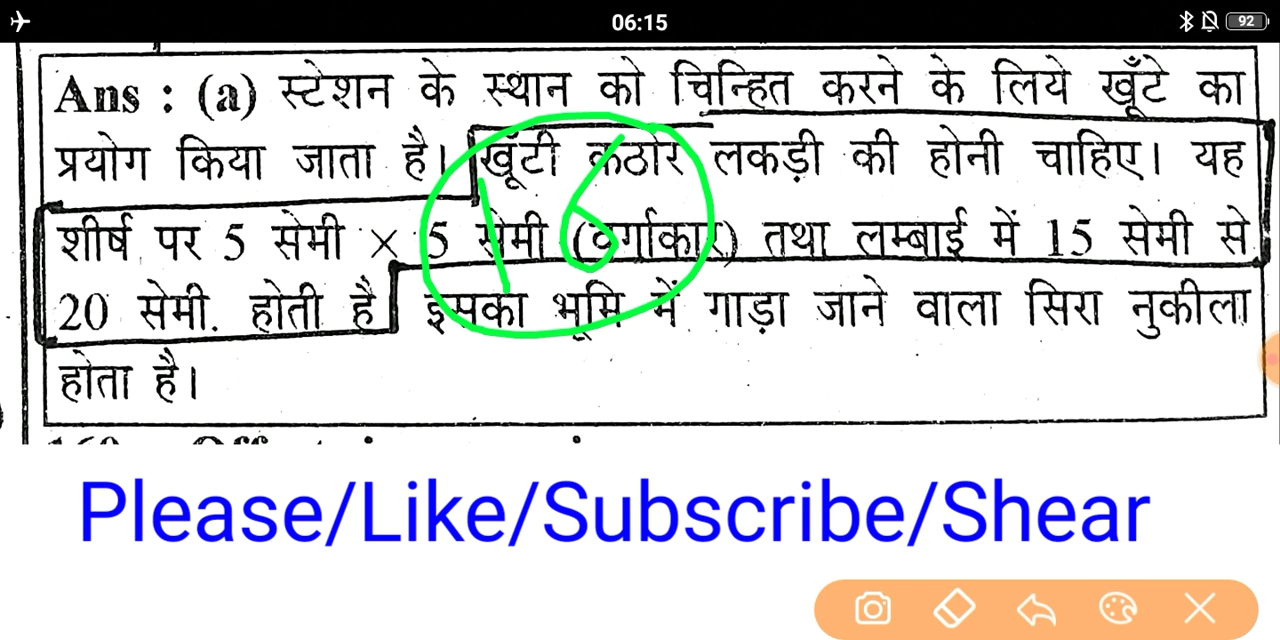 06:15
92
Ans : (a) स्टेशन के स्थान को चिन्हित करने के लिये खूँटे का
प्रयोग किया जाता है। खूँटी कठोर लकड़ी की होनी चाहिए। यह
शीर्ष पर 5 सेमी × 5 सेमी (वर्गाकार) तथा लम्बाई में 15 सेमी से
20 सेमी. होती है इसका भूमि में गाड़ा जाने वाला सिरा नुकीला
होता है।
16
Please/Like/Subscribe/Shear